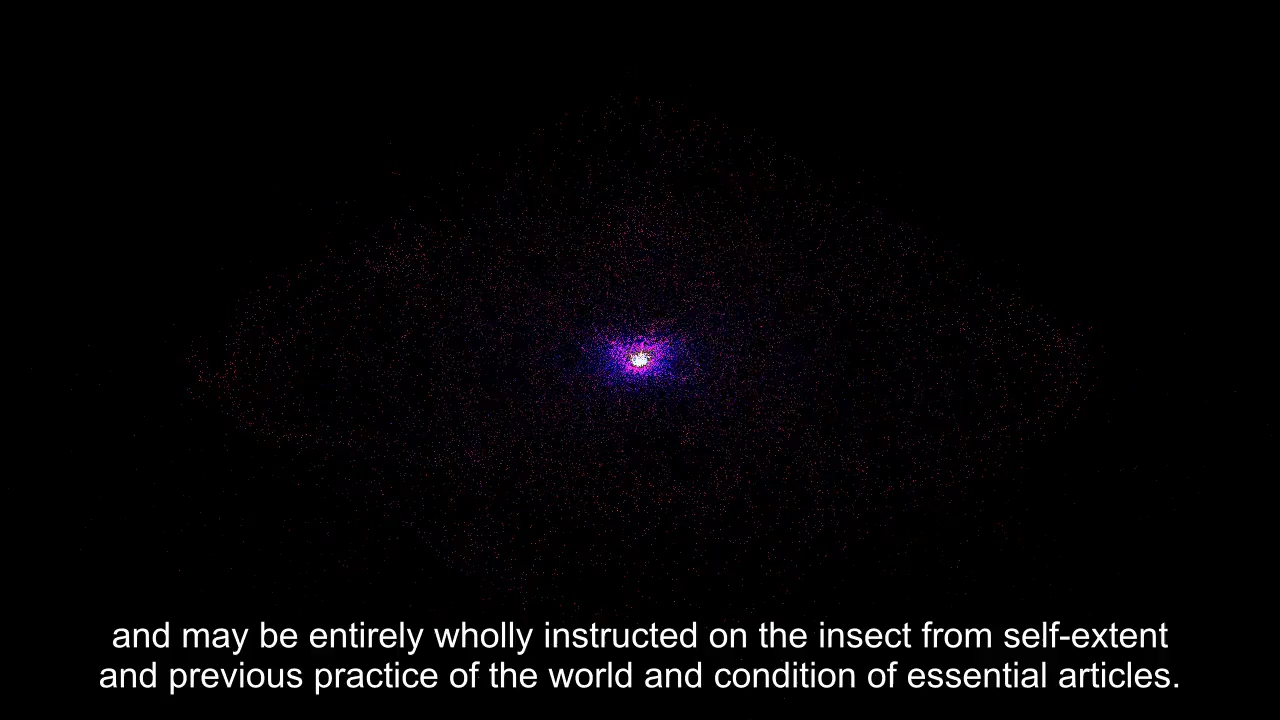 and may be entirely wholly instructed on the insect from self-extent
and previous practice of the world and condition of essential articles.